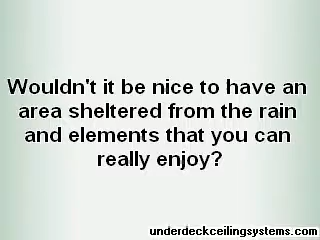 Wouldn't it be nice to have an
area sheltered from the rain
and elements that you can
really enjoy?
underdeckceilingsystems.com